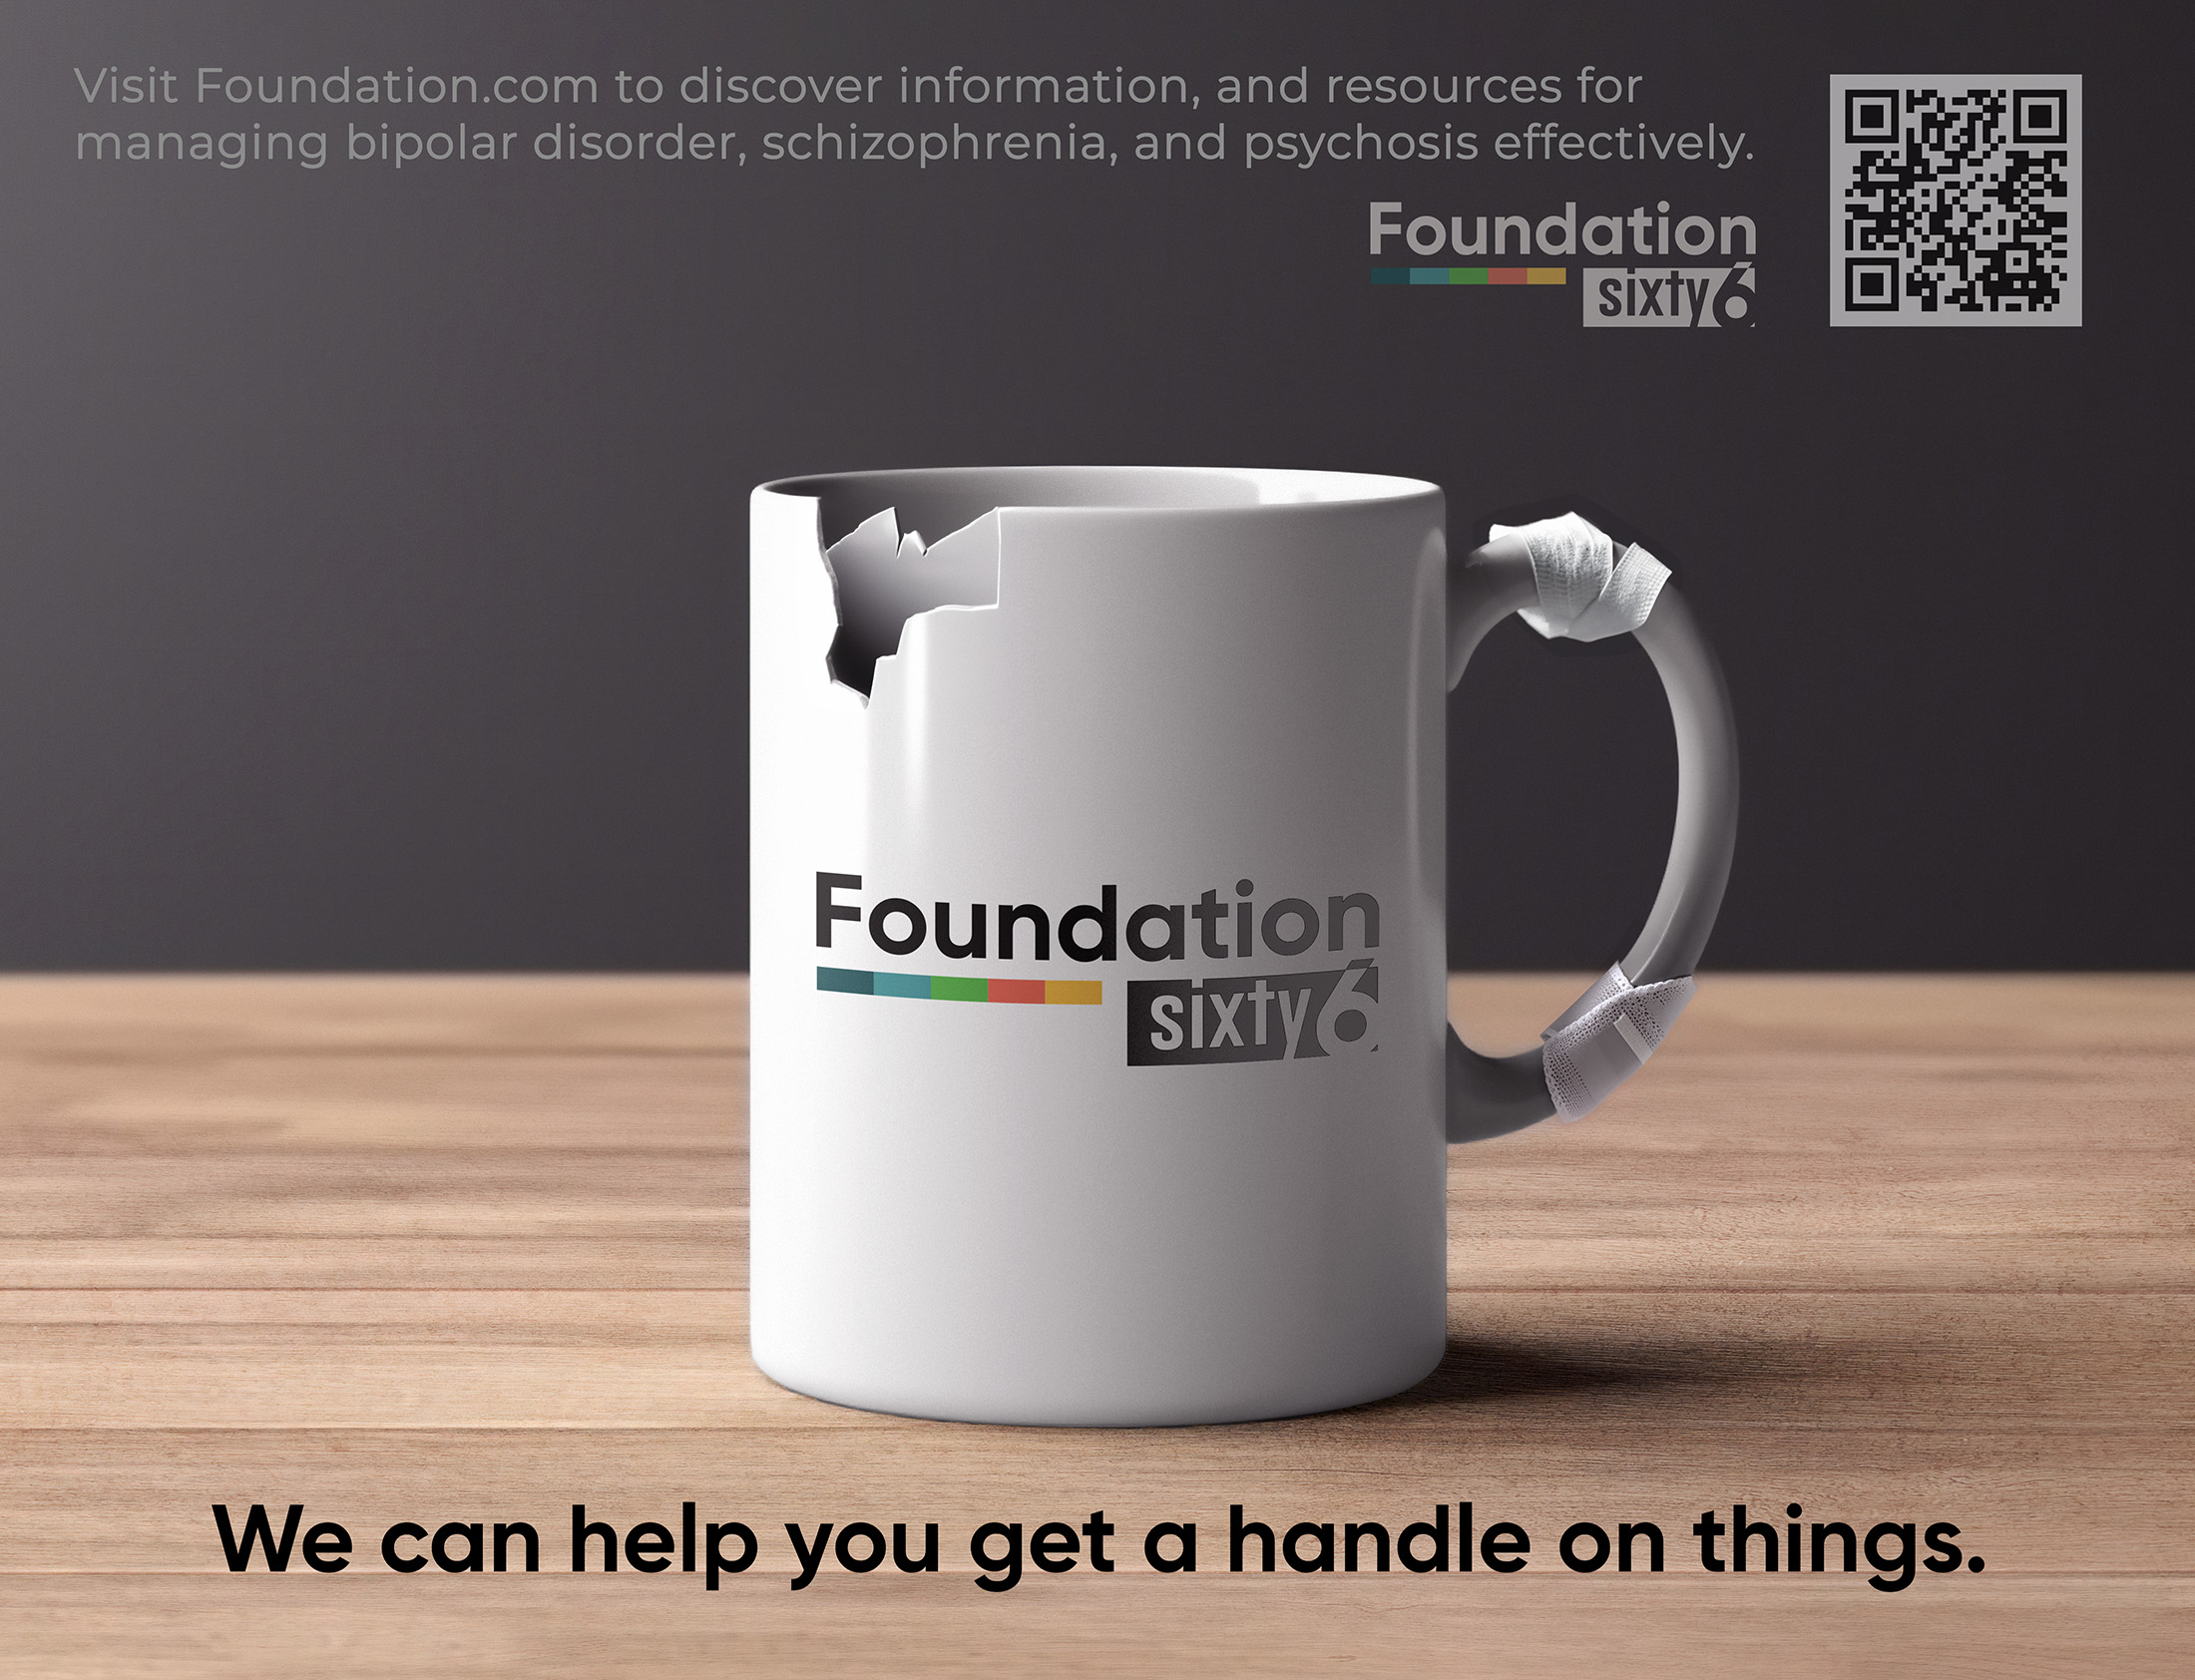 Visit Foundation.com to discover information, and resources for
managing bipolar disorder, schizophrenia, and psychosis effectively.
Foundation
sixty6
Foundation
sixty6
We can help you get a handle on things.